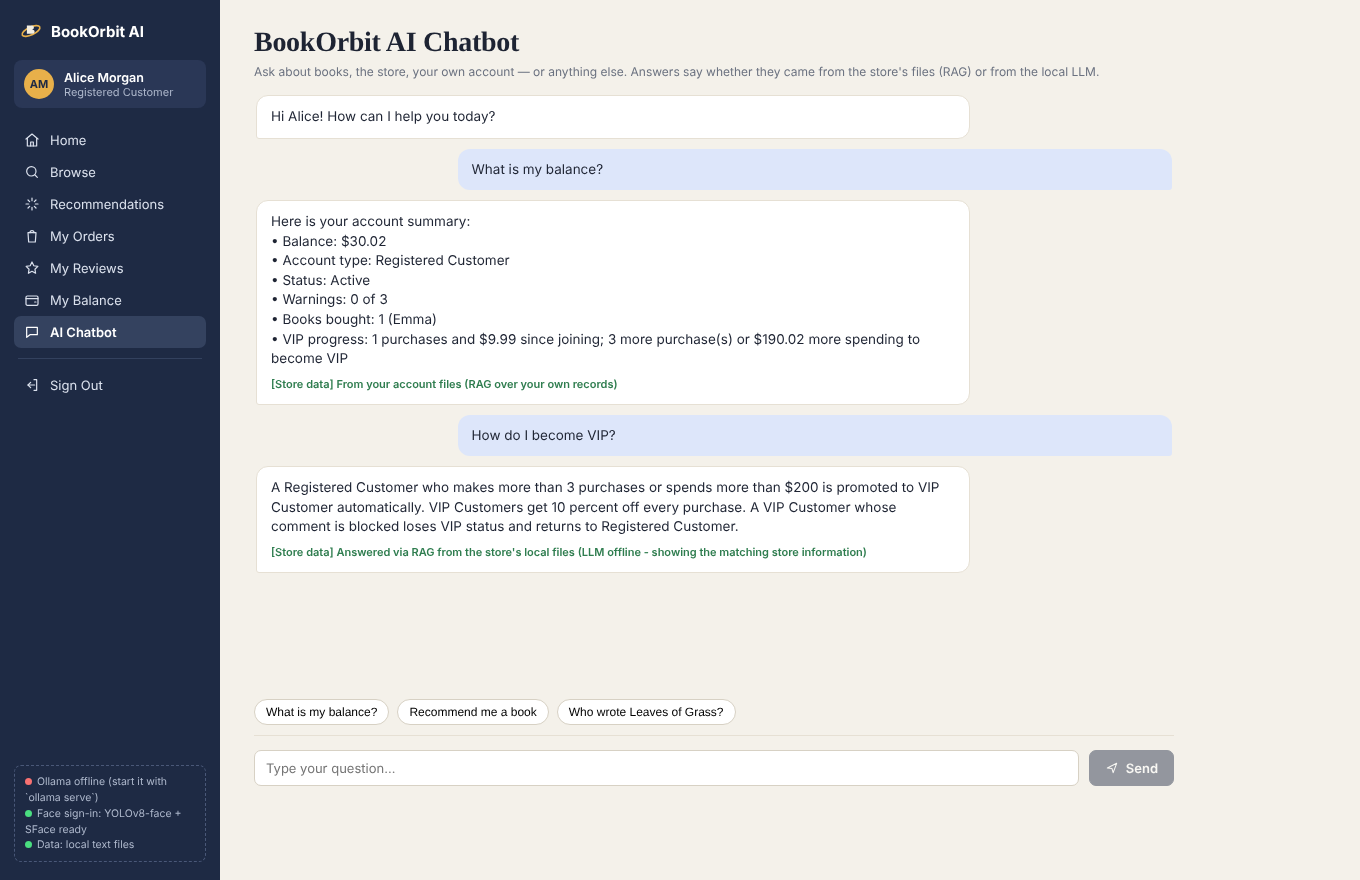 BookOrbit AI
AM
Alice Morgan
Registered Customer
Home
Browse
Recommendations
My Orders
My Reviews
My Balance
AI Chatbot
Sign Out
Ollama offline (start it with
`ollama serve`)
Face sign-in: YOLOv8-face +
SFace ready
Data: local text files
BookOrbit AI Chatbot
Ask about books, the store, your own account — or anything else. Answers say whether they came from the store's files (RAG) or from the local LLM.
Hi Alice! How can I help you today?
What is my balance?
Here is your account summary:
• Balance: $30.02
• Account type: Registered Customer
• Status: Active
• Warnings: 0 of 3
• Books bought: 1 (Emma)
• VIP progress: 1 purchases and $9.99 since joining; 3 more purchase(s) or $190.02 more spending to
become VIP
[Store data] From your account files (RAG over your own records)
How do I become VIP?
A Registered Customer who makes more than 3 purchases or spends more than $200 is promoted to VIP
Customer automatically. VIP Customers get 10 percent off every purchase. A VIP Customer whose
comment is blocked loses VIP status and returns to Registered Customer.
[Store data] Answered via RAG from the store's local files (LLM offline - showing the matching store information)
What is my balance?
Recommend me a book
Who wrote Leaves of Grass?
Type your question...
Send